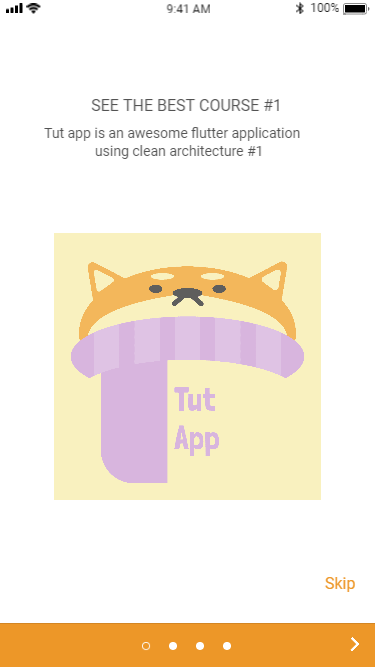 9:41 AM 100%
SEE THE BEST COURSE #1
Tut app is an awesome flutter application
using clean architecture #1
Tut
App
Skip